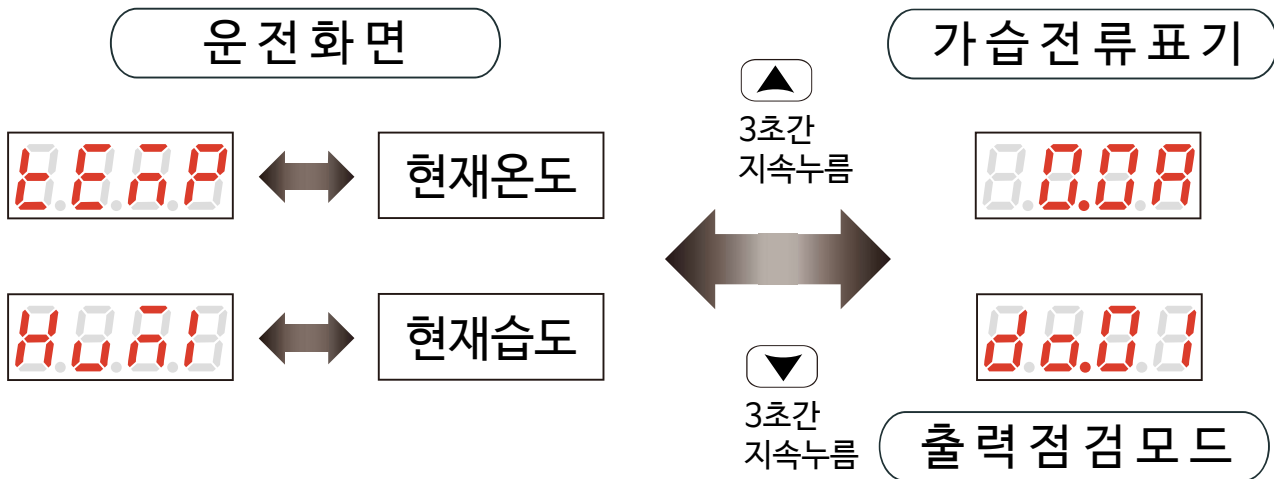 운전화면
가습전류표기
tEmP
현재온도
3초간
지속누름
0.0A
HumI
현재습도
3초간
지속누름
do.01
출력점검모드